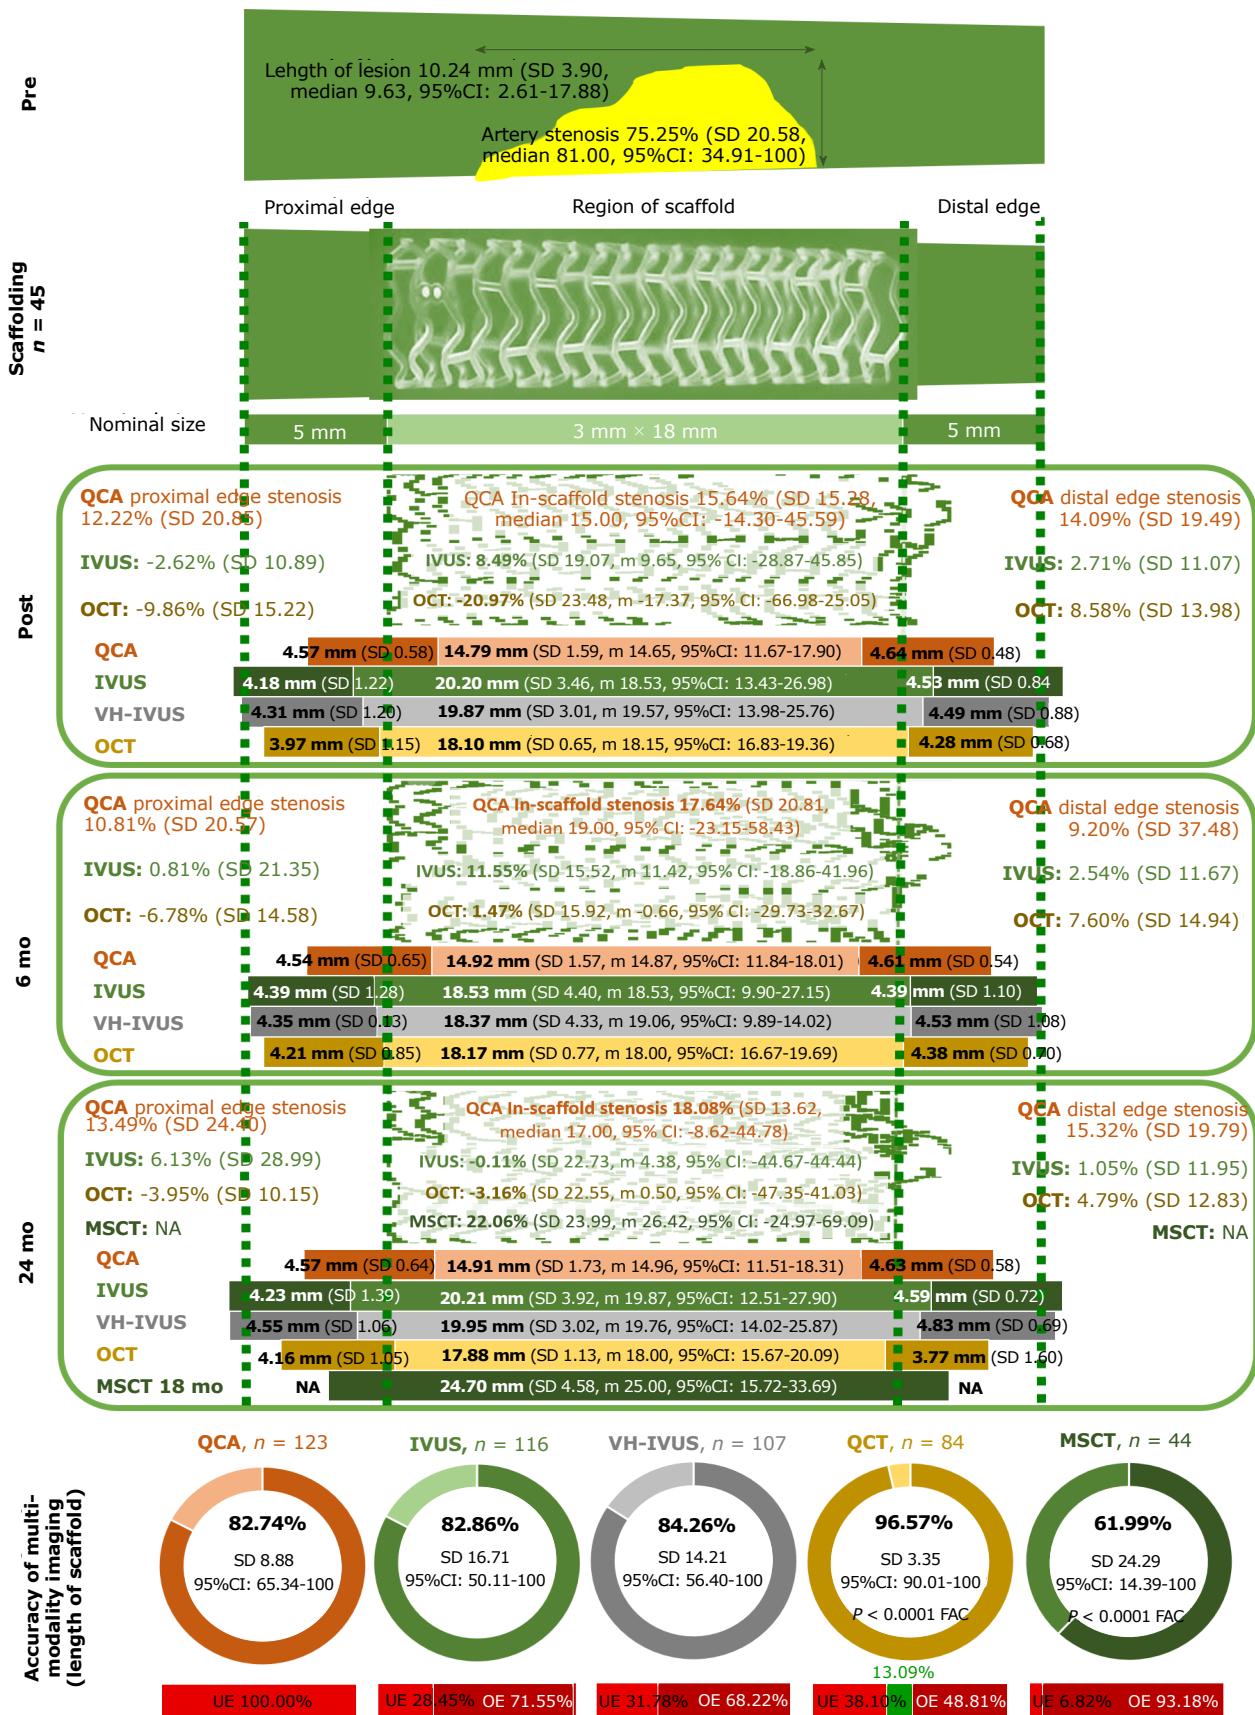 Pre
Lehgth of lesion 10.24 mm (SD 3.90,
median 9.63, 95%CI: 2.61-17.88)
Artery stenosis 75.25% (SD 20.58,
median 81.00, 95%CI: 34.91-100)
Proximal edge
Region of scaffold
Distal edge
Scaffolding
n = 45
Nominal size
5 mm
3 mm × 18 mm
5 mm
Post
QCA proximal edge stenosis
12.22% (SD 20.85)
QCA In-scaffold stenosis 15.64% (SD 15.28,
median 15.00, 95%CI: -14.30-45.59)
QCA distal edge stenosis
14.09% (SD 19.49)
IVUS: -2.62% (SD 10.89)
IVUS: 8.49% (SD 19.07, m 9.65, 95% CI: -28.87-45.85)
IVUS: 2.71% (SD 11.07)
OCT: -9.86% (SD 15.22)
OCT: -20.97% (SD 23.48, m -17.37, 95% CI: -66.98-25.05)
OCT: 8.58% (SD 13.98)
QCA
4.57 mm (SD 0.58)
14.79 mm (SD 1.59, m 14.65, 95%CI: 11.67-17.90)
4.64 mm (SD 0.48)
IVUS
4.18 mm (SD 1.22)
20.20 mm (SD 3.46, m 18.53, 95%CI: 13.43-26.98)
4.53 mm (SD 0.84
VH-IVUS
4.31 mm (SD 1.20)
19.87 mm (SD 3.01, m 19.57, 95%CI: 13.98-25.76)
4.49 mm (SD 0.88)
OCT
3.97 mm (SD 1.15)
18.10 mm (SD 0.65, m 18.15, 95%CI: 16.83-19.36)
4.28 mm (SD 0.68)
6 mo
QCA proximal edge stenosis
10.81% (SD 20.57)
QCA In-scaffold stenosis 17.64% (SD 20.81,
median 19.00, 95% CI: -23.15-58.43)
QCA distal edge stenosis
9.20% (SD 37.48)
IVUS: 0.81% (SD 21.35)
IVUS: 11.55% (SD 15.52, m 11.42, 95% CI: -18.86-41.96)
IVUS: 2.54% (SD 11.67)
OCT: -6.78% (SD 14.58)
OCT: 1.47% (SD 15.92, m -0.66, 95% CI: -29.73-32.67)
OCT: 7.60% (SD 14.94)
QCA
4.54 mm (SD 0.65)
14.92 mm (SD 1.57, m 14.87, 95%CI: 11.84-18.01)
4.61 mm (SD 0.54)
IVUS
4.39 mm (SD 1.28)
18.53 mm (SD 4.40, m 18.53, 95%CI: 9.90-27.15)
4.39 mm (SD 1.10)
VH-IVUS
4.35 mm (SD 0.13)
18.37 mm (SD 4.33, m 19.06, 95%CI: 9.89-14.02)
4.53 mm (SD 1.08)
OCT
4.21 mm (SD 0.85)
18.17 mm (SD 0.77, m 18.00, 95%CI: 16.67-19.69)
4.38 mm (SD 0.70)
24 mo
QCA proximal edge stenosis
13.49% (SD 24.40)
QCA In-scaffold stenosis 18.08% (SD 13.62,
median 17.00, 95% CI: -8.62-44.78)
QCA distal edge stenosis
15.32% (SD 19.79)
IVUS: 6.13% (SD 28.99)
IVUS: -0.11% (SD 22.73, m 4.38, 95% CI: -44.67-44.44)
IVUS: 1.05% (SD 11.95)
OCT: -3.95% (SD 10.15)
OCT: -3.16% (SD 22.55, m 0.50, 95% CI: -47.35-41.03)
OCT: 4.79% (SD 12.83)
MSCT: NA
MSCT: 22.06% (SD 23.99, m 26.42, 95% CI: -24.97-69.09)
MSCT: NA
QCA
4.57 mm (SD 0.64)
14.91 mm (SD 1.73, m 14.96, 95%CI: 11.51-18.31)
4.63 mm (SD 0.58)
IVUS
4.23 mm (SD 1.39)
20.21 mm (SD 3.92, m 19.87, 95%CI: 12.51-27.90)
4.59 mm (SD 0.72)
VH-IVUS
4.55 mm (SD 1.06)
19.95 mm (SD 3.02, m 19.76, 95%CI: 14.02-25.87)
4.83 mm (SD 0.69)
OCT
4.16 mm (SD 1.05)
17.88 mm (SD 1.13, m 18.00, 95%CI: 15.67-20.09)
3.77 mm (SD 1.60)
MSCT 18 mo
NA
24.70 mm (SD 4.58, m 25.00, 95%CI: 15.72-33.69)
NA
Accuracy of multi-
modality imaging
(length of scaffold)
QCA, n = 123
82.74%
SD 8.88
95%CI: 65.34-100
UE 100.00%
IVUS, n = 116
82.86%
SD 16.71
95%CI: 50.11-100
UE 28.45% OE 71.55%
VH-IVUS, n = 107
84.26%
SD 14.21
95%CI: 56.40-100
UE 31.78% OE 68.22%
QCT, n = 84
96.57%
SD 3.35
95%CI: 90.01-100
P < 0.0001 FAC
13.09%
UE 38.10% OE 48.81%
MSCT, n = 44
61.99%
SD 24.29
95%CI: 14.39-100
P < 0.0001 FAC
UE 6.82% OE 93.18%